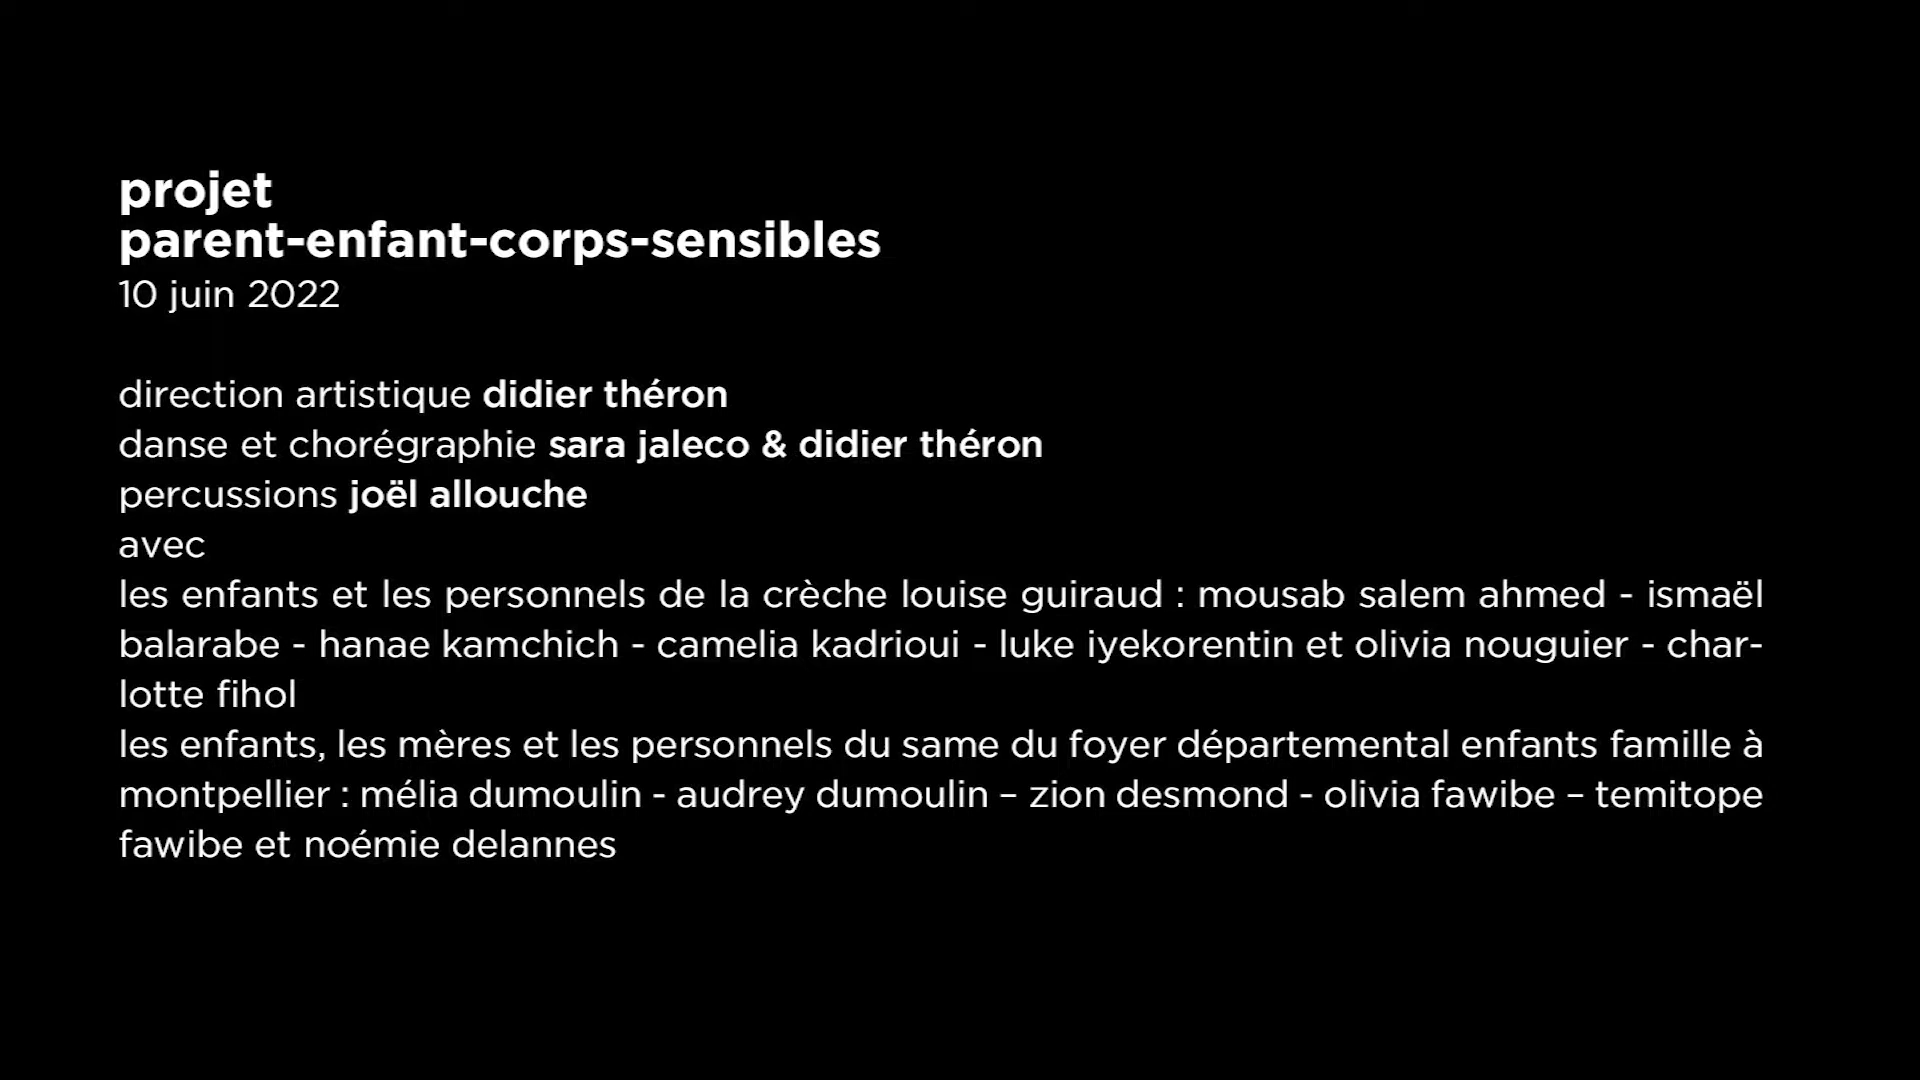 projet
parent-enfant-corps-sensibles
10 juin 2022
direction artistique didier théron
danse et chorégraphie sara jaleco & didier théron
percussions joël allouche
avec
les enfants et les personnels de la crèche louise guiraud : mousab salem ahmed - ismaël
balarabe - hanae kamchich - camelia kadrioui - luke iyekorentin et olivia nouguier - char-
lotte fihol
les enfants, les mères et les personnels du same du foyer départemental enfants famille à
montpellier : mélia dumoulin - audrey dumoulin – zion desmond - olivia fawibe – temitope
fawibe et noémie delannes